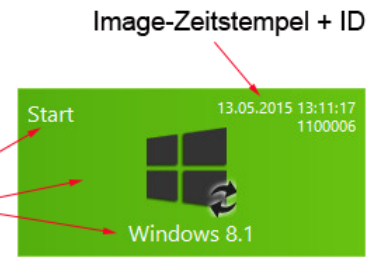 Image-Zeitstempel + ID
Start
13.05.2015 13:11:17
1100006
Windows 8.1